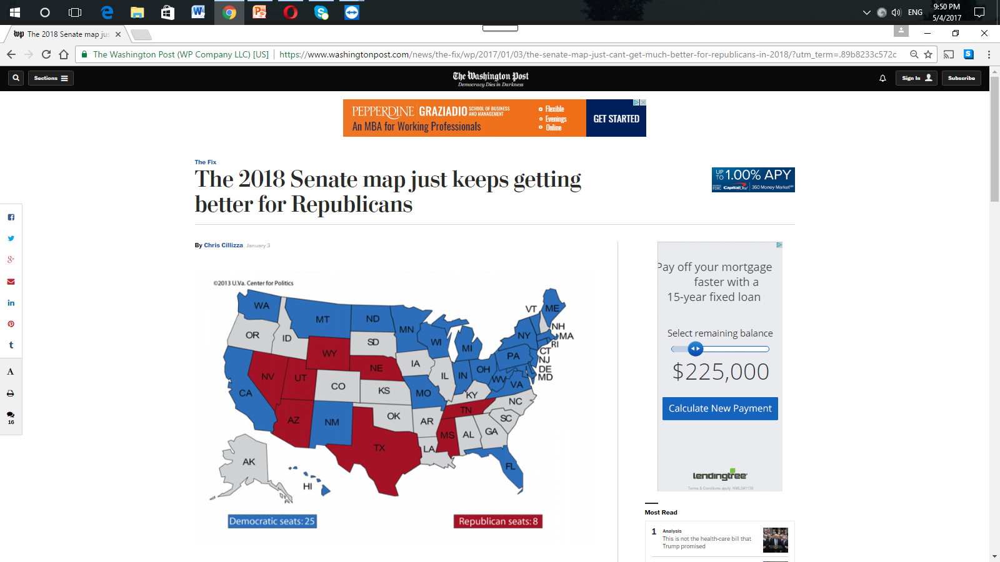 9:50 PM
ENG
5/4/2017
wp The 2018 Senate map jus
The Washington Post (WP Company LLC) [US] | https://www.washingtonpost.com/news/the-fix/wp/2017/01/03/the-senate-map-just-cant-get-much-better-for-republicans-in-2018/?utm_term=.89b8233c572c
Sections
The Washington Post
Democracy Dies in Darkness
Sign In
Subscribe
PEPPERDINE | GRAZIADIO SCHOOL OF BUSINESS AND MANAGEMENT
An MBA for Working Professionals
Flexible
Evenings
Online
GET STARTED
The Fix
The 2018 Senate map just keeps getting
better for Republicans
UP TO 1.00% APY
FDIC Capital One 360 Money Market℠
By Chris Cillizza January 3
©2013 U.Va. Center for Politics
WA
MT
ND
MN
VT
ME
OR
ID
SD
WI
MI
NY
NH
MA
RI
CT
NJ
DE
MD
WY
NE
IA
PA
NV
UT
CO
IL
IN
OH
WV
VA
CA
KS
MO
KY
NC
AZ
NM
OK
AR
TN
SC
TX
LA
MS
AL
GA
FL
AK
HI
Democratic seats: 25
Republican seats: 8
A
16
Pay off your mortgage
faster with a
15-year fixed loan
Select remaining balance
$225,000
Calculate New Payment
lendingtree
Terms & Conditions apply. NMLS#1136
Most Read
1 Analysis
This is not the health-care bill that
Trump promised